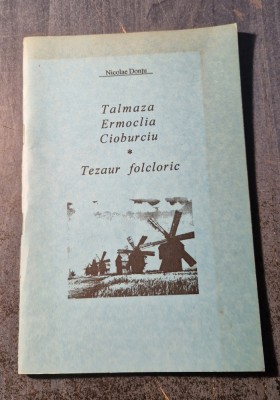 Nicolae Donțu
Talmaza
Ermoclia
Cioburciu
*
Tezaur folcloric